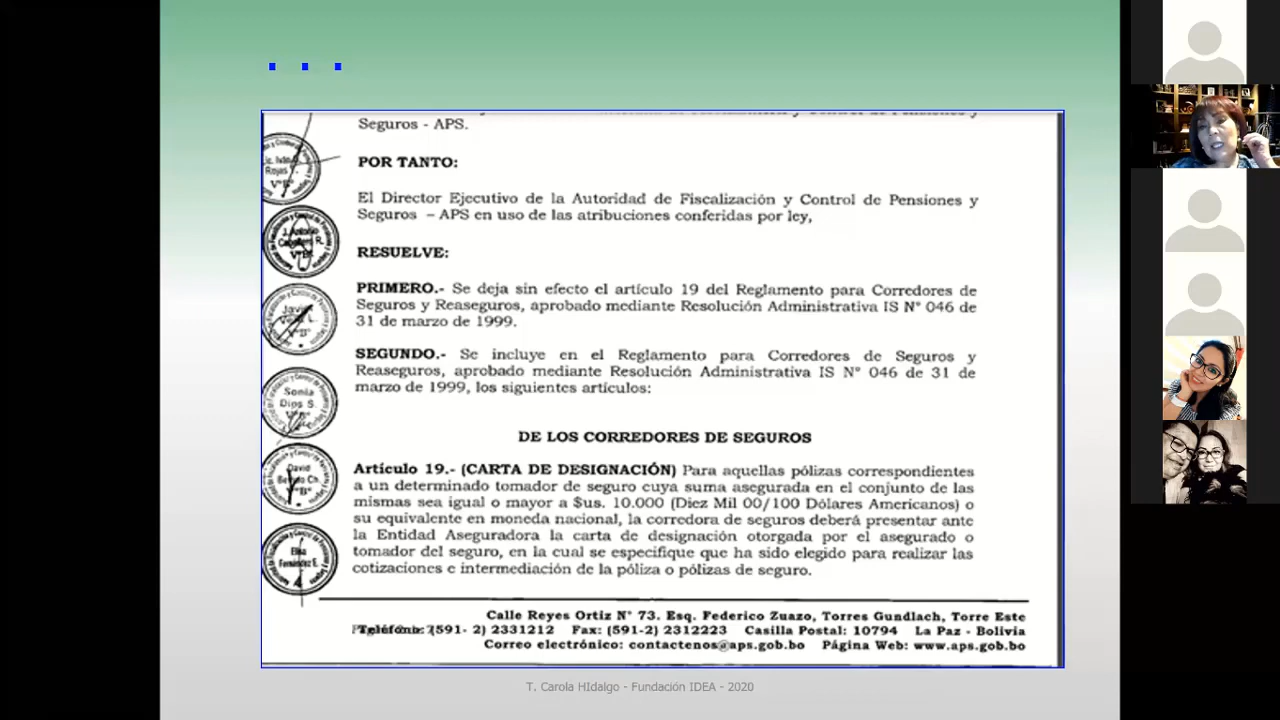 . . .
Seguros - APS.
POR TANTO:
El Director Ejecutivo de la Autoridad de Fiscalización y Control de Pensiones y
Seguros – APS en uso de las atribuciones conferidas por ley,
RESUELVE:
PRIMERO.- Se deja sin efecto el artículo 19 del Reglamento para Corredores de
Seguros y Reaseguros, aprobado mediante Resolución Administrativa IS N° 046 de
31 de marzo de 1999.
SEGUNDO.- Se incluye en el Reglamento para Corredores de Seguros y
Reaseguros, aprobado mediante Resolución Administrativa IS N° 046 de 31 de
marzo de 1999, los siguientes artículos:
DE LOS CORREDORES DE SEGUROS
Artículo 19.- (CARTA DE DESIGNACIÓN) Para aquellas pólizas correspondientes
a un determinado tomador de seguro cuya suma asegurada en el conjunto de las
mismas sea igual o mayor a $us. 10.000 (Diez Mil 00/100 Dólares Americanos) o
su equivalente en moneda nacional, la corredora de seguros deberá presentar ante
la Entidad Aseguradora la carta de designación otorgada por el asegurado o
tomador del seguro, en la cual se especifique que ha sido elegido para realizar las
cotizaciones e intermediación de la póliza o pólizas de seguro.
Calle Reyes Ortiz N° 73. Esq. Federico Zuazo, Torres Gundlach, Torre Este
Teléfono: (591- 2) 2331212 Fax: (591-2) 2312223 Casilla Postal: 10794 La Paz - Bolivia
Correo electrónico: contactenos@aps.gob.bo Página Web: www.aps.gob.bo
T. Carola HIdalgo - Fundación IDEA - 2020